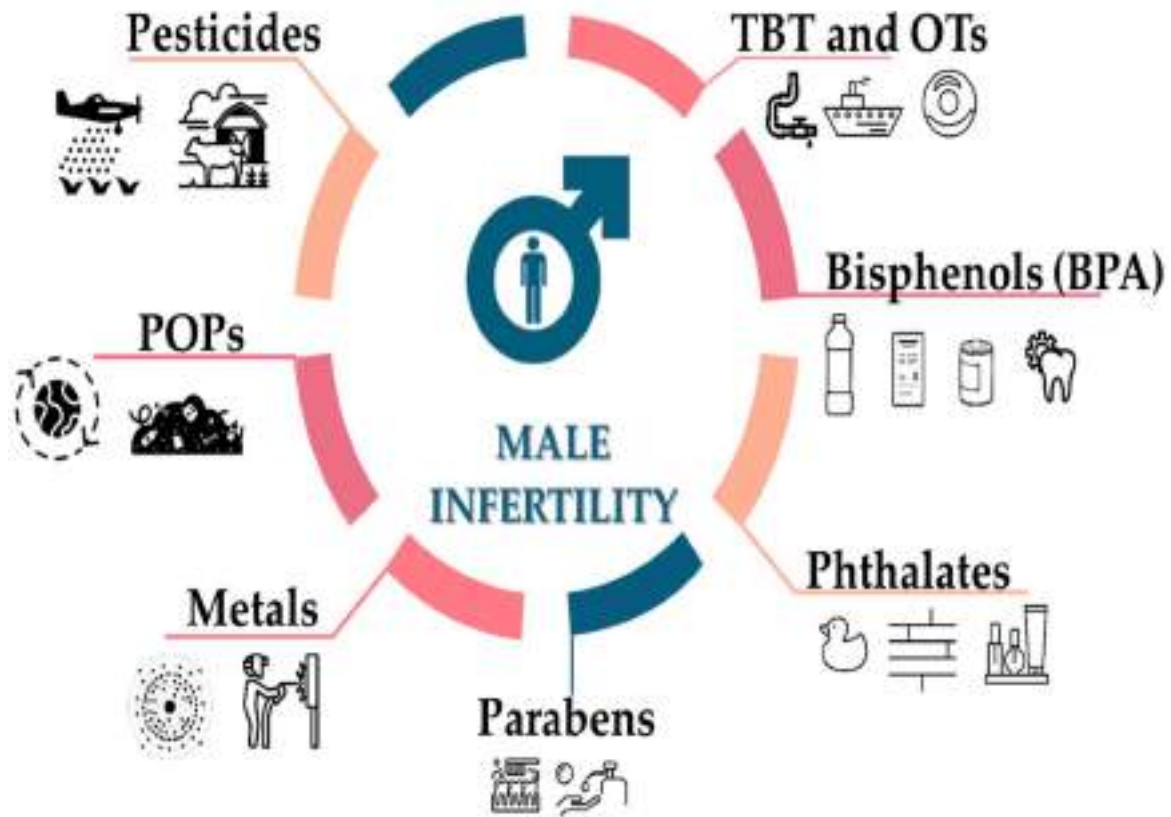 Pesticides
TBT and OTs
Bisphenols (BPA)
POPs
MALE
INFERTILITY
Phthalates
Metals
Parabens